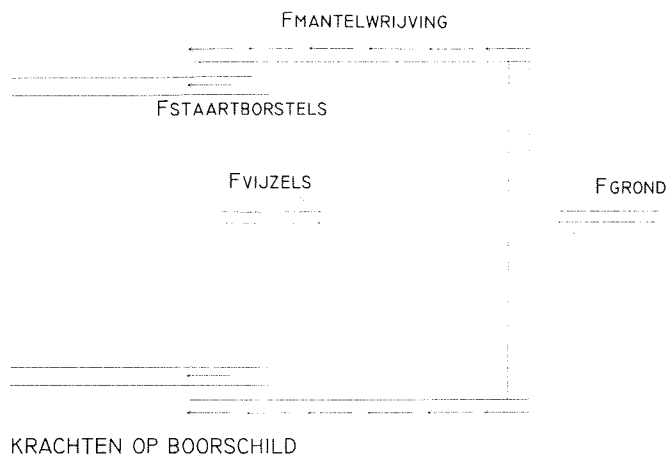 FMANTELWRIJVING
FSTAARTBORSTELS
FVIJZELS
FGROND
KRACHTEN OP BOORSCHILD